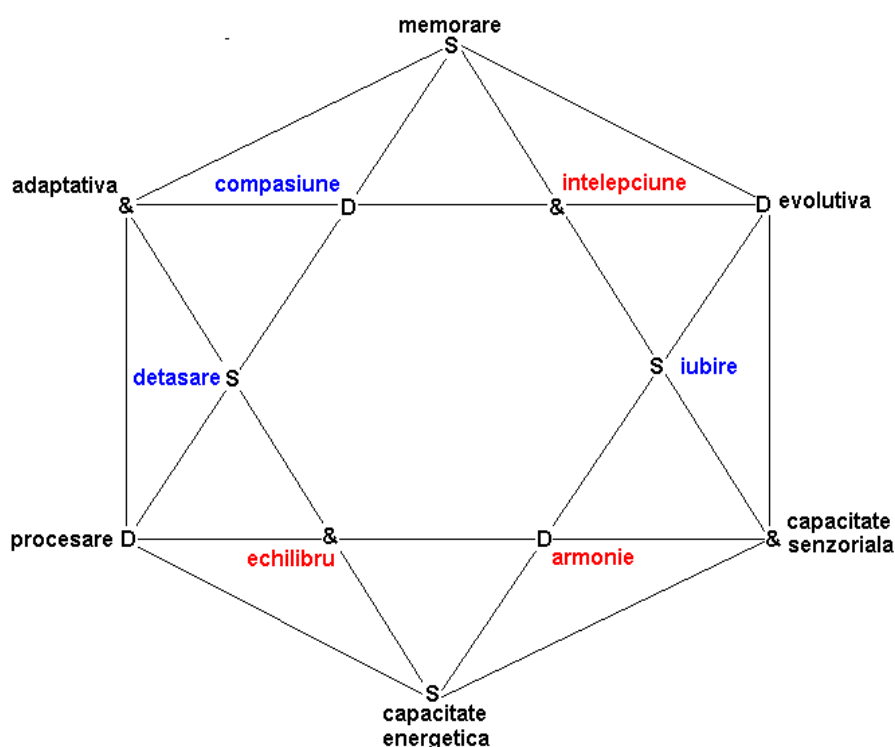 memorare
S
adaptativa
compasiune
intelepciune
& D & D evolutiva
detasare S
S iubire
procesare D & D & capacitate
senzoriala
echilibru
armonie
S
capacitate
energetica